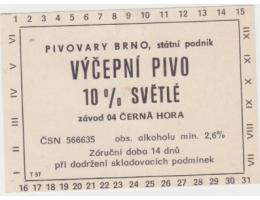 1 2 3 4 5 6 7 8 9 10 11 12 13 14 15
VI V IV III II I
XII XI X IX VIII VII
PIVOVARY BRNO, státní podnik
VÝČEPNÍ PIVO
10% SVĚTLÉ
závod 04 ČERNÁ HORA
ČSN 566635 obs. alkoholu min. 2,6%
Záruční doba 14 dnů
při dodržení skladovacích podmínek
T 57
16 17 18 19 20 21 22 23 24 25 26 27 28 29 30 31